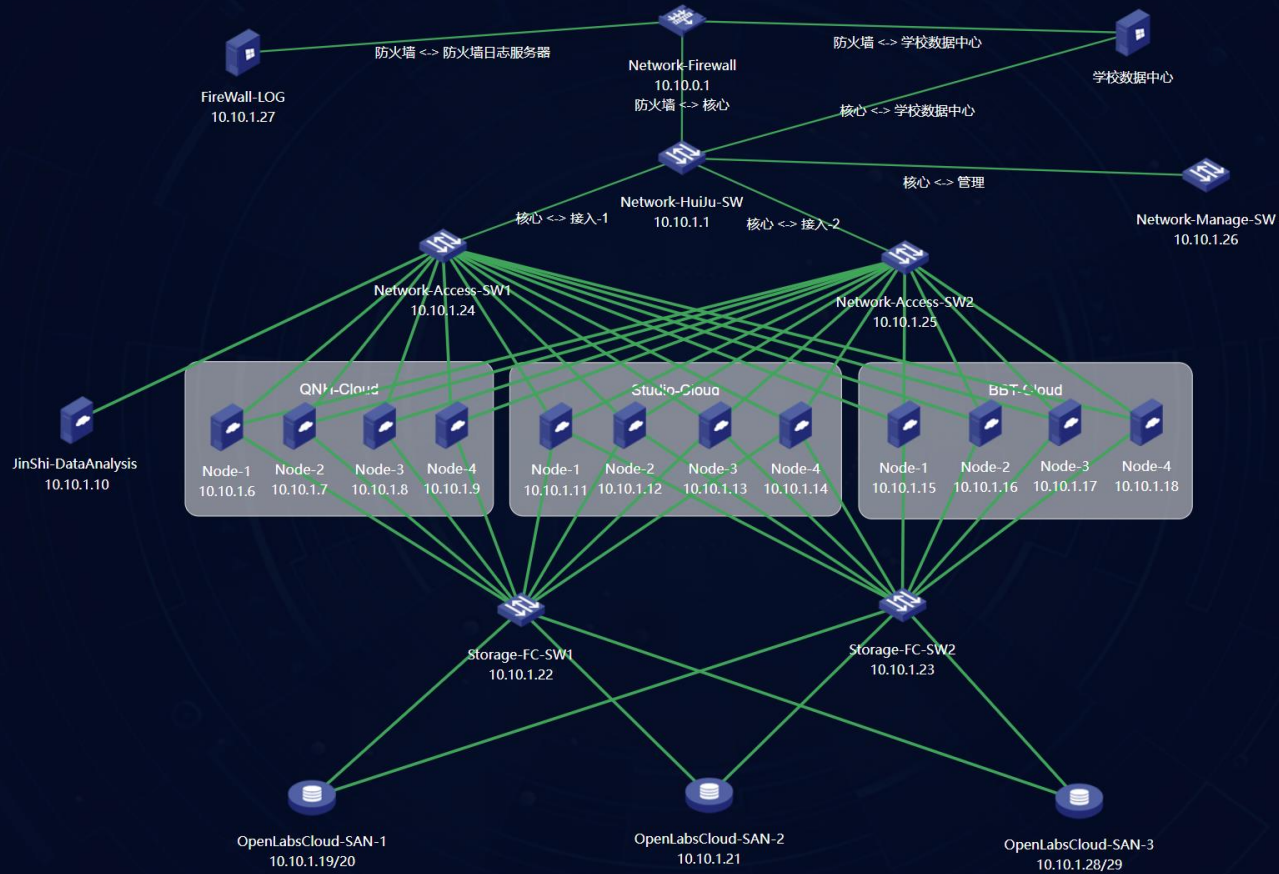 防火墙 <-> 防火墙日志服务器
防火墙 <-> 学校数据中心
Network-Firewall
10.10.0.1
学校数据中心
FireWall-LOG
10.10.1.27
防火墙 <-> 核心
核心 <-> 学校数据中心
核心 <-> 管理
Network-HuiJu-SW
10.10.1.1
核心 <-> 接入-1
核心 <-> 接入-2
Network-Manage-SW
10.10.1.26
Network-Access-SW1
10.10.1.24
Network-Access-SW2
10.10.1.25
QNH-Cloud
Studio-Cloud
BBT-Cloud
JinShi-DataAnalysis
10.10.1.10
Node-1
10.10.1.6
Node-2
10.10.1.7
Node-3
10.10.1.8
Node-4
10.10.1.9
Node-1
10.10.1.11
Node-2
10.10.1.12
Node-3
10.10.1.13
Node-4
10.10.1.14
Node-1
10.10.1.15
Node-2
10.10.1.16
Node-3
10.10.1.17
Node-4
10.10.1.18
Storage-FC-SW1
10.10.1.22
Storage-FC-SW2
10.10.1.23
OpenLabsCloud-SAN-1
10.10.1.19/20
OpenLabsCloud-SAN-2
10.10.1.21
OpenLabsCloud-SAN-3
10.10.1.28/29